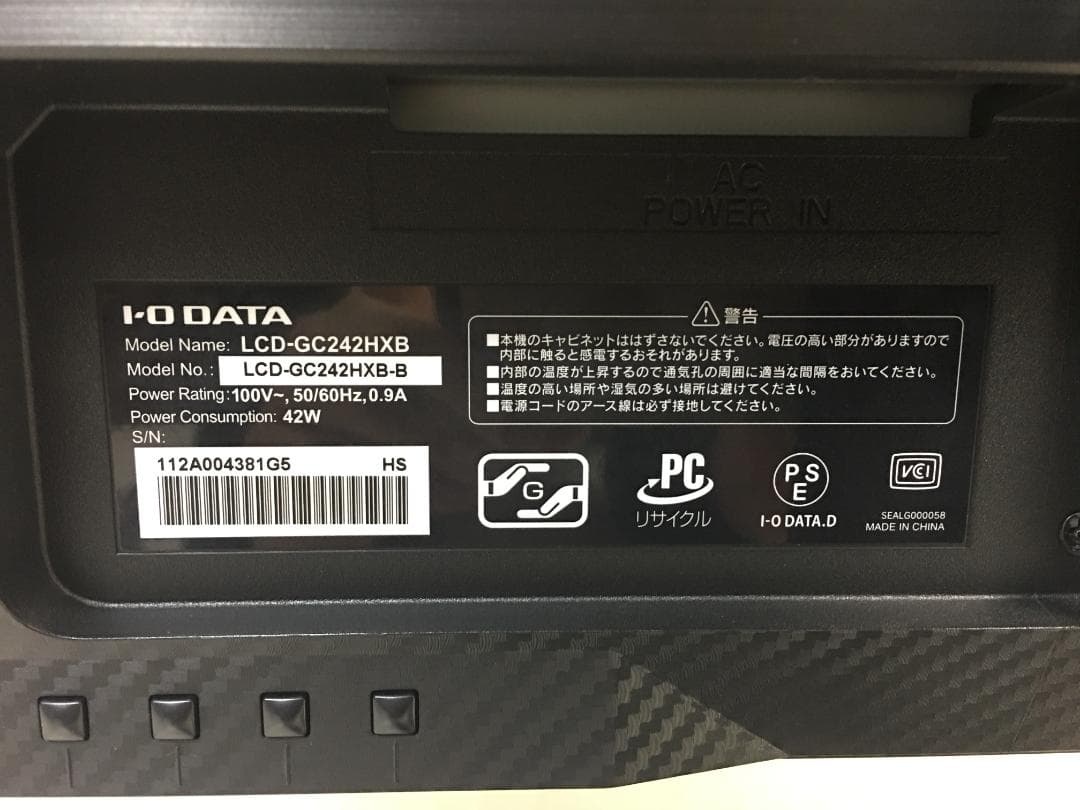 AC
POWER IN
I-O DATA
Model Name: LCD-GC242HXB
Model No.: LCD-GC242HXB-B
Power Rating: 100V~, 50/60Hz, 0.9A
Power Consumption: 42W
S/N:
112A004381G5 HS
警告
■本機のキャビネットははずさないでください。電圧の高い部分がありますので
内部に触ると感電するおそれがあります。
■内部の温度が上昇するので通気孔の周囲に適当な間隔をおいてください。
■温度の高い場所や湿気の多い場所は避けてください。
■電源コードのアース線は必ず接地してください。
G
PC
リサイクル
PS
E
I-O DATA.D
VCI
SEALG000058
MADE IN CHINA